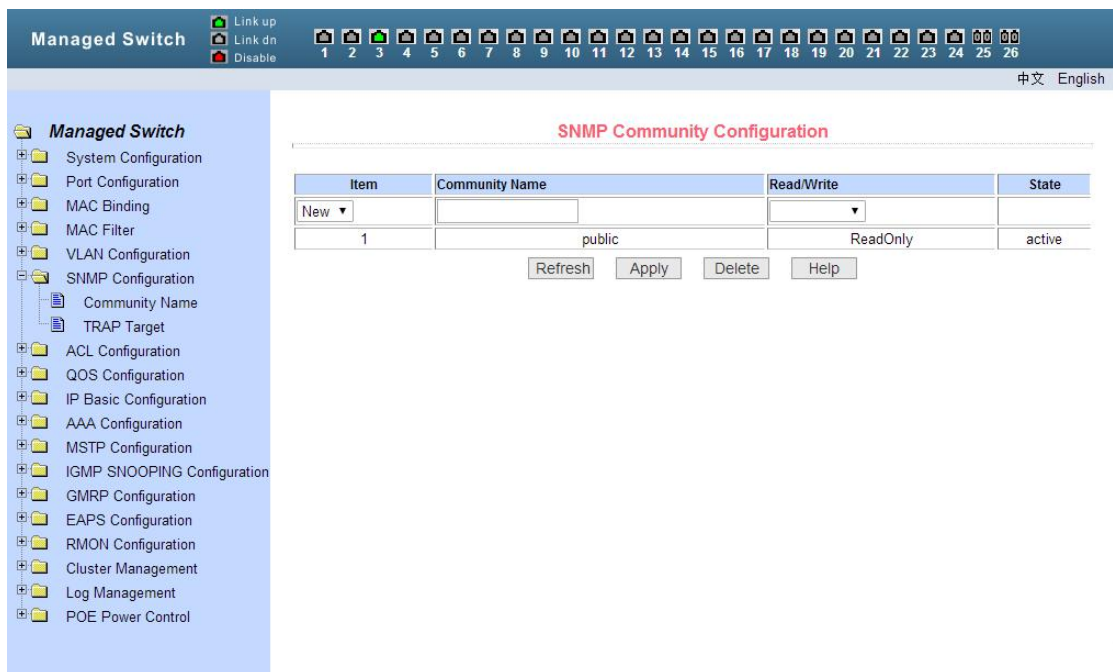 Managed Switch
Link up
Link dn
Disable
1 2 3 4 5 6 7 8 9 10 11 12 13 14 15 16 17 18 19 20 21 22 23 24 25 26
中文 English
Managed Switch
System Configuration
Port Configuration
MAC Binding
MAC Filter
VLAN Configuration
SNMP Configuration
Community Name
TRAP Target
ACL Configuration
QOS Configuration
IP Basic Configuration
AAA Configuration
MSTP Configuration
IGMP SNOOPING Configuration
GMRP Configuration
EAPS Configuration
RMON Configuration
Cluster Management
Log Management
POE Power Control
SNMP Community Configuration
Item Community Name Read/Write State
New
1 public ReadOnly active
Refresh Apply Delete Help